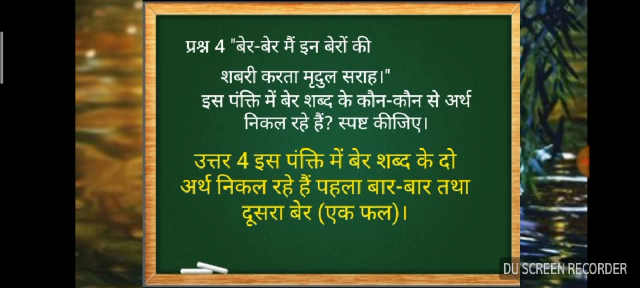 प्रश्न 4 "बेर-बेर मैं इन बेरों की
शबरी करता मृदुल सराह।"
इस पंक्ति में बेर शब्द के कौन-कौन से अर्थ
निकल रहे हैं? स्पष्ट कीजिए।
उत्तर 4 इस पंक्ति में बेर शब्द के दो
अर्थ निकल रहे हैं पहला बार-बार तथा
दूसरा बेर (एक फल)।
DU SCREEN RECORDER